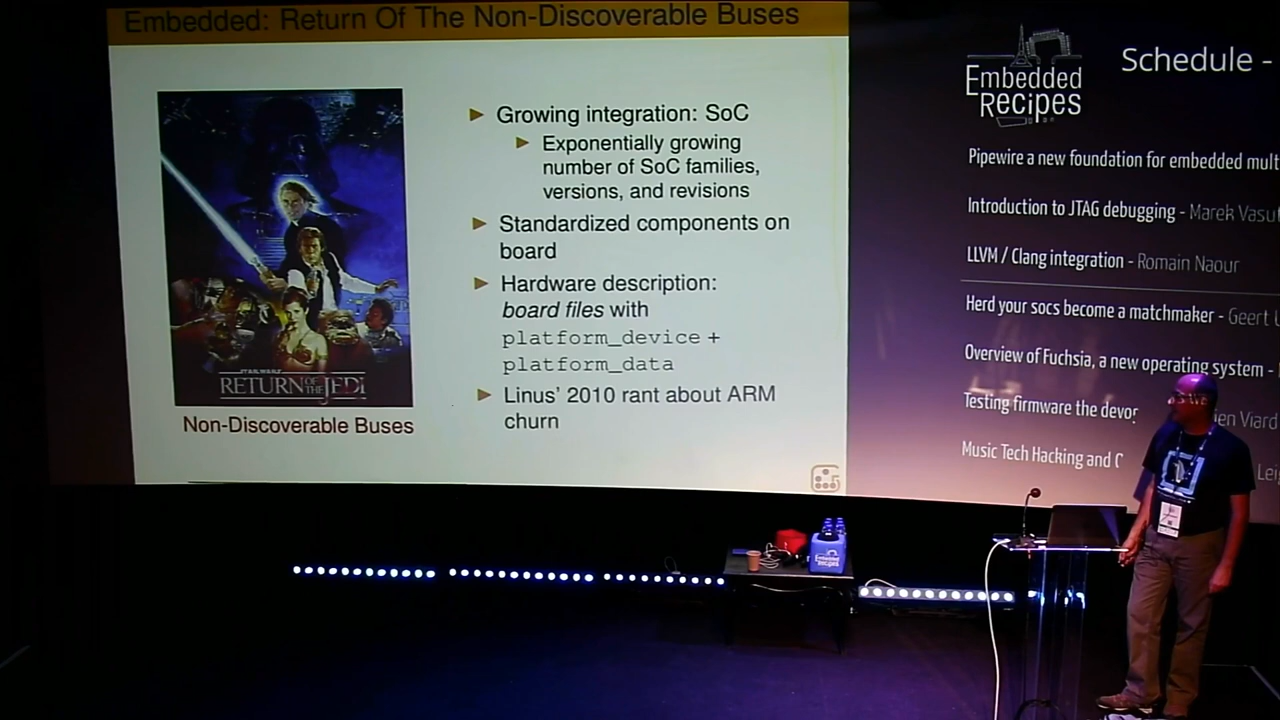 Embedded: Return Of The Non-Discoverable Buses
STAR WARS
RETURN OF THE JEDI
Non-Discoverable Buses
Growing integration: SoC
Exponentially growing
number of SoC families,
versions, and revisions
Standardized components on
board
Hardware description:
board files with
platform_device +
platform_data
Linus' 2010 rant about ARM
churn
Embedded
Recipes
Schedule -
Pipewire a new foundation for embedded mult
Introduction to JTAG debugging - Marek Vasu
LLVM / Clang integration - Romain Naour
Herd your socs become a matchmaker - Geert
Overview of Fuchsia, a new operating system -
Testing firmware the devo
ien Viard
Music Tech Hacking and
Lei
Embedded
Recipes